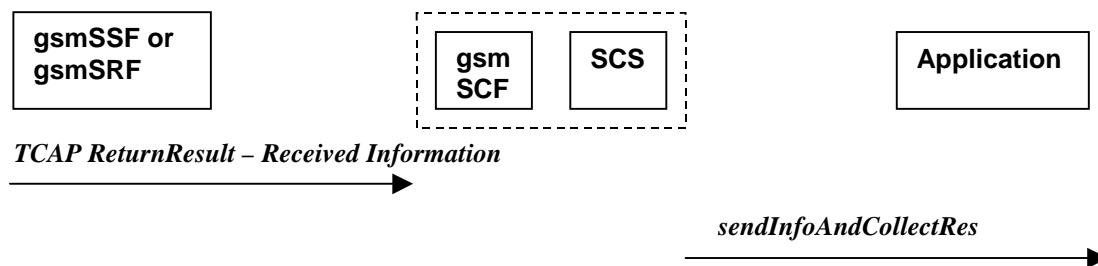 gsmSSF or
gsmSRF
gsm
SCF
SCS
Application
TCAP ReturnResult – Received Information
sendInfoAndCollectRes